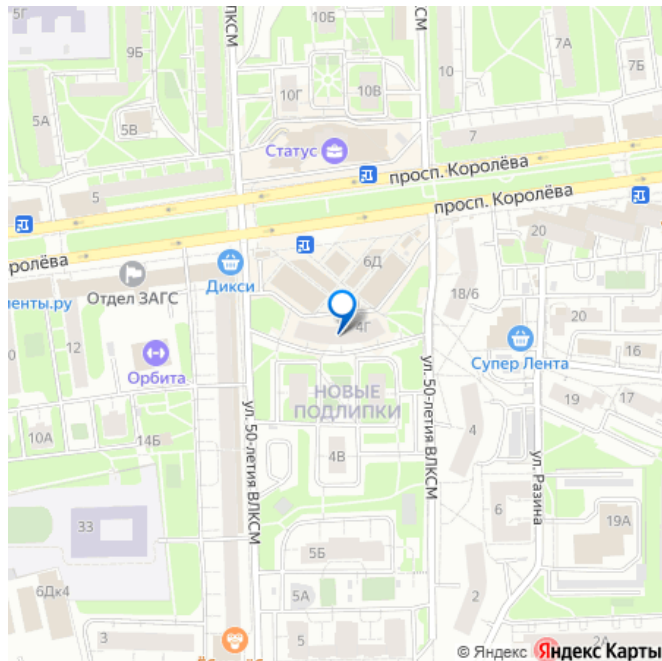 5Г
ВЛКСМ
10Б
ВЛКСМ
7А
7Б
10Г
10В
10
5А
5В
Статус
7
просп. Королёва
5
просп. Королёва
20
оролёва
6Д
Отдел ЗАГС
Дикси
18/6
менты.ру
4Г
20
12
Орбита
Супер Лента
16
НОВЫЕ
ПОДЛИПКИ
ул. 50-летия ВЛКСМ
ул. 50-летия ВЛКСМ
19
17
10А
14Б
4В
4
ул. Разина
33
6
19А
5Б
6Дк4
5А
2
3
5
2А
© Яндекс
Яндекс Карты